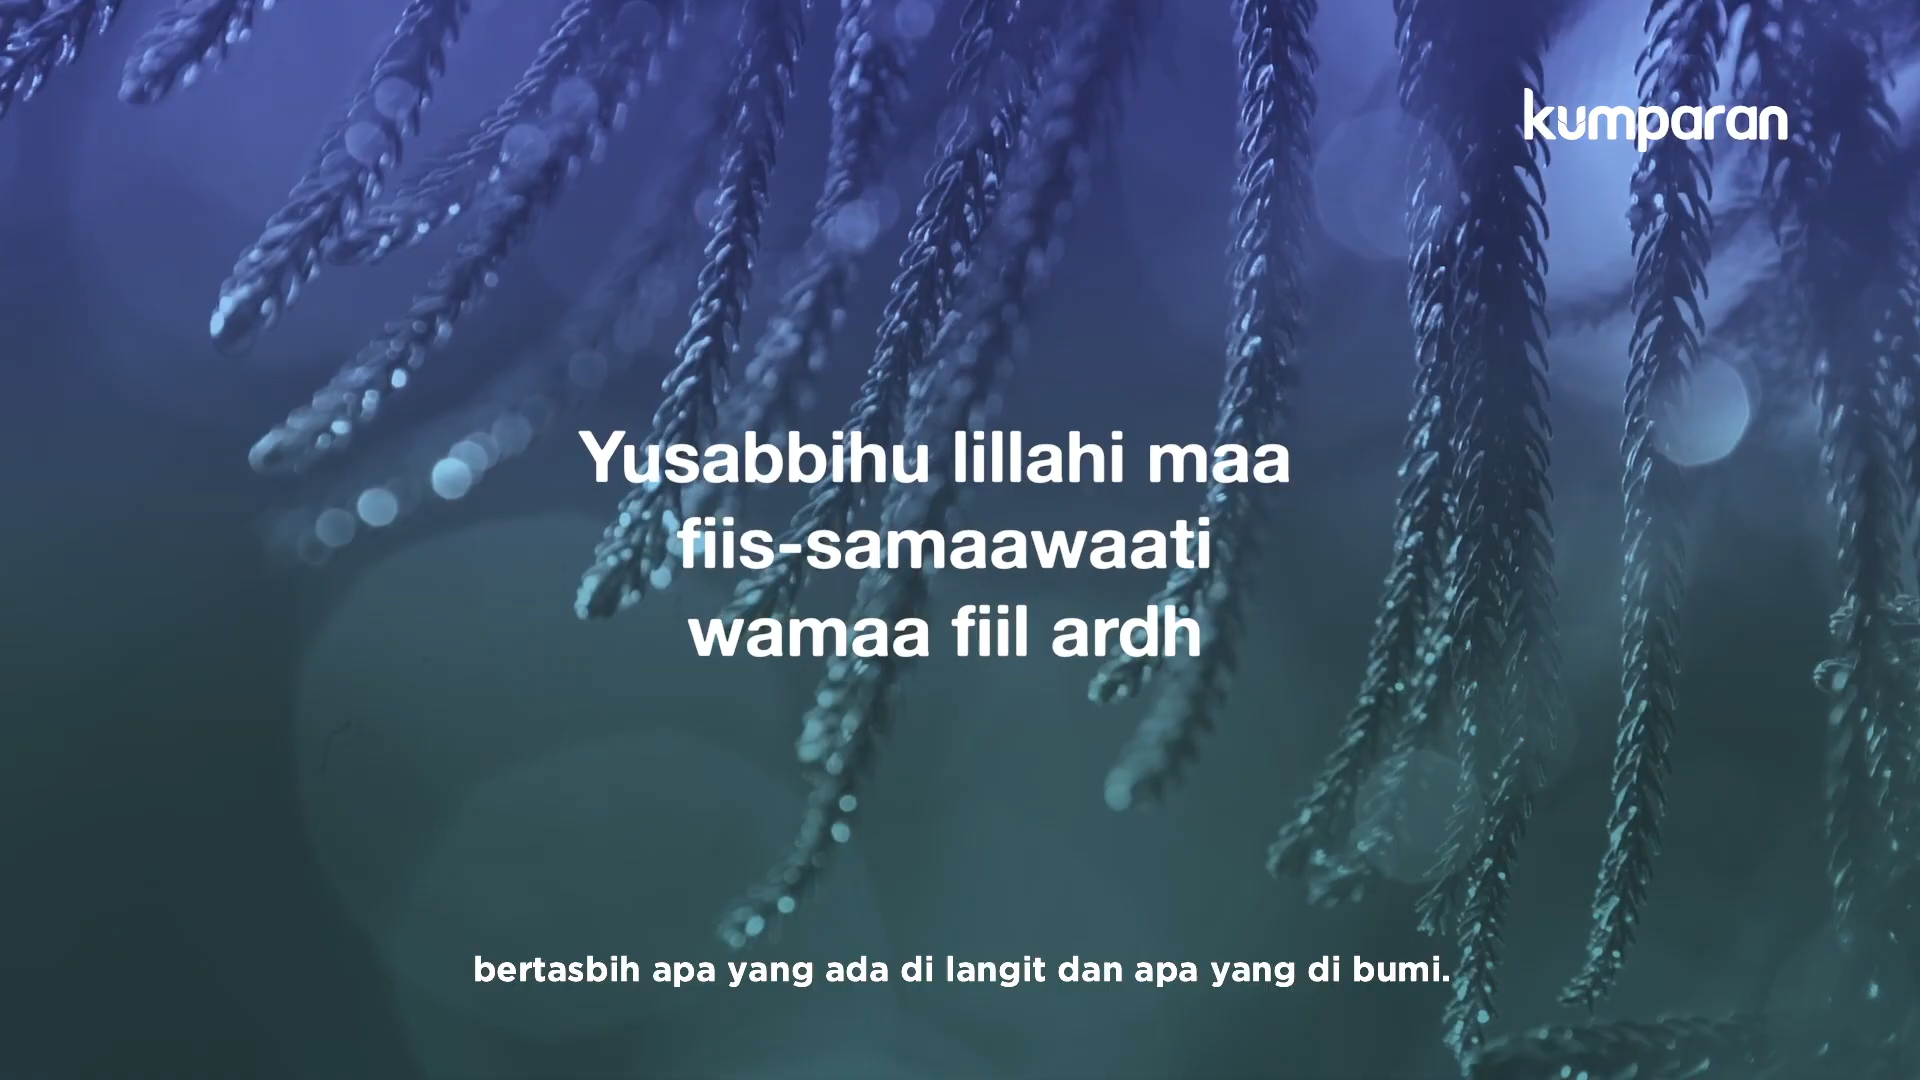 kumparan
Yusabbihu lillahi maa
fiis-samaawaati
wamaa fiil ardh
bertasbih apa yang ada di langit dan apa yang di bumi.